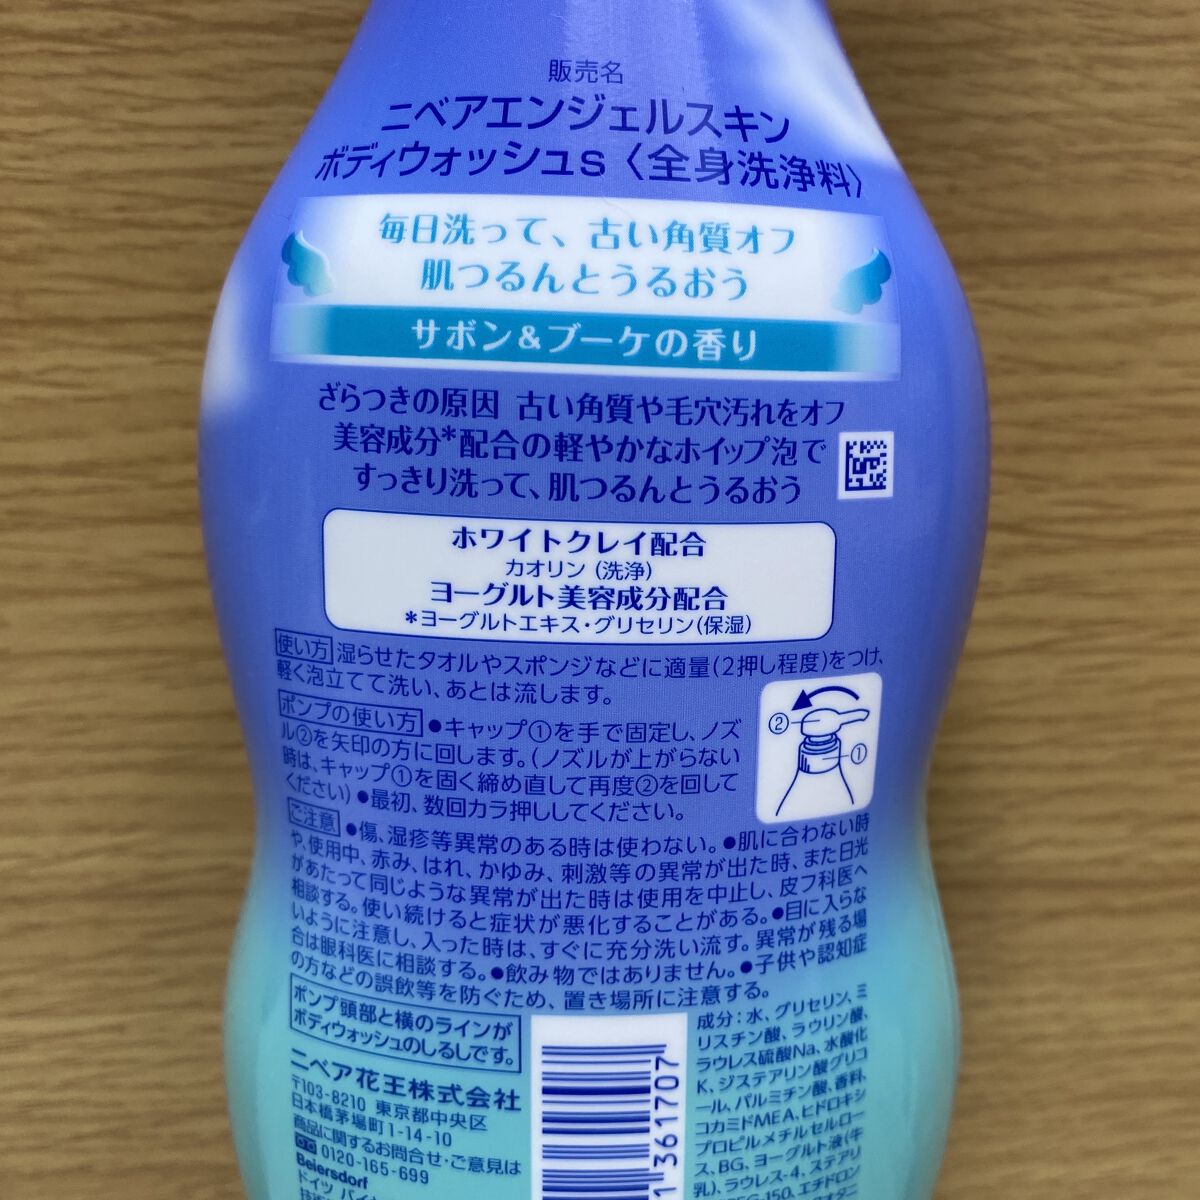 販売名
ニベアエンジェルスキン
ボディウォッシュS〈全身洗浄料〉
毎日洗って、古い角質オフ
肌つるんとうるおう
サボン&ブーケの香り
ざらつきの原因 古い角質や毛穴汚れをオフ
美容成分*配合の軽やかなホイップ泡で
すっきり洗って、肌つるんとうるおう
ホワイトクレイ配合
カオリン(洗浄)
ヨーグルト美容成分配合
*ヨーグルトエキス・グリセリン(保湿)
使い方 湿らせたタオルやスポンジなどに適量(2押し程度)をつけ、
軽く泡立てて洗い、あとは流します。
ポンプの使い方 ●キャップ①を手で固定し、ノズ
ル②を矢印の方に回します。(ノズルが上がらない
時は、キャップ①を固く締め直して再度②を回して
ください) ●最初、数回カラ押ししてください。
② ①
ご注意 ●傷、湿疹等異常のある時は使わない。●肌に合わない時
や、使用中、赤み、はれ、かゆみ、刺激等の異常が出た時、また日光
があたって同じような異常が出た時は使用を中止し、皮フ科医へ
相談する。使い続けると症状が悪化することがある。●目に入らな
いように注意し、入った時は、すぐに充分洗い流す。異常が残る場
合は眼科医に相談する。●飲み物ではありません。●子供や認知症
の方などの誤飲等を防ぐため、置き場所に注意する。
ポンプ頭部と横のラインが
ボディウォッシュのしるしです。
ニベア花王株式会社
〒103-8210 東京都中央区
日本橋茅場町1-14-10
商品に関するお問合せ・ご意見は
0120-165-699
Beiersdorf
ドイツ バイ
1 361707
成分:水、グリセリン、ミ
リスチン酸、ラウリン酸、
ラウレス硫酸Na、水酸化
K、ジステアリン酸グリコ
ール、パルミチン酸、香料、
コカミドMEA、ヒドロキシ
プロピルメチルセルロー
ス、BG、ヨーグルト液(牛
乳)、ラウレス-4、ステアリ
PEG-150、エチドロン